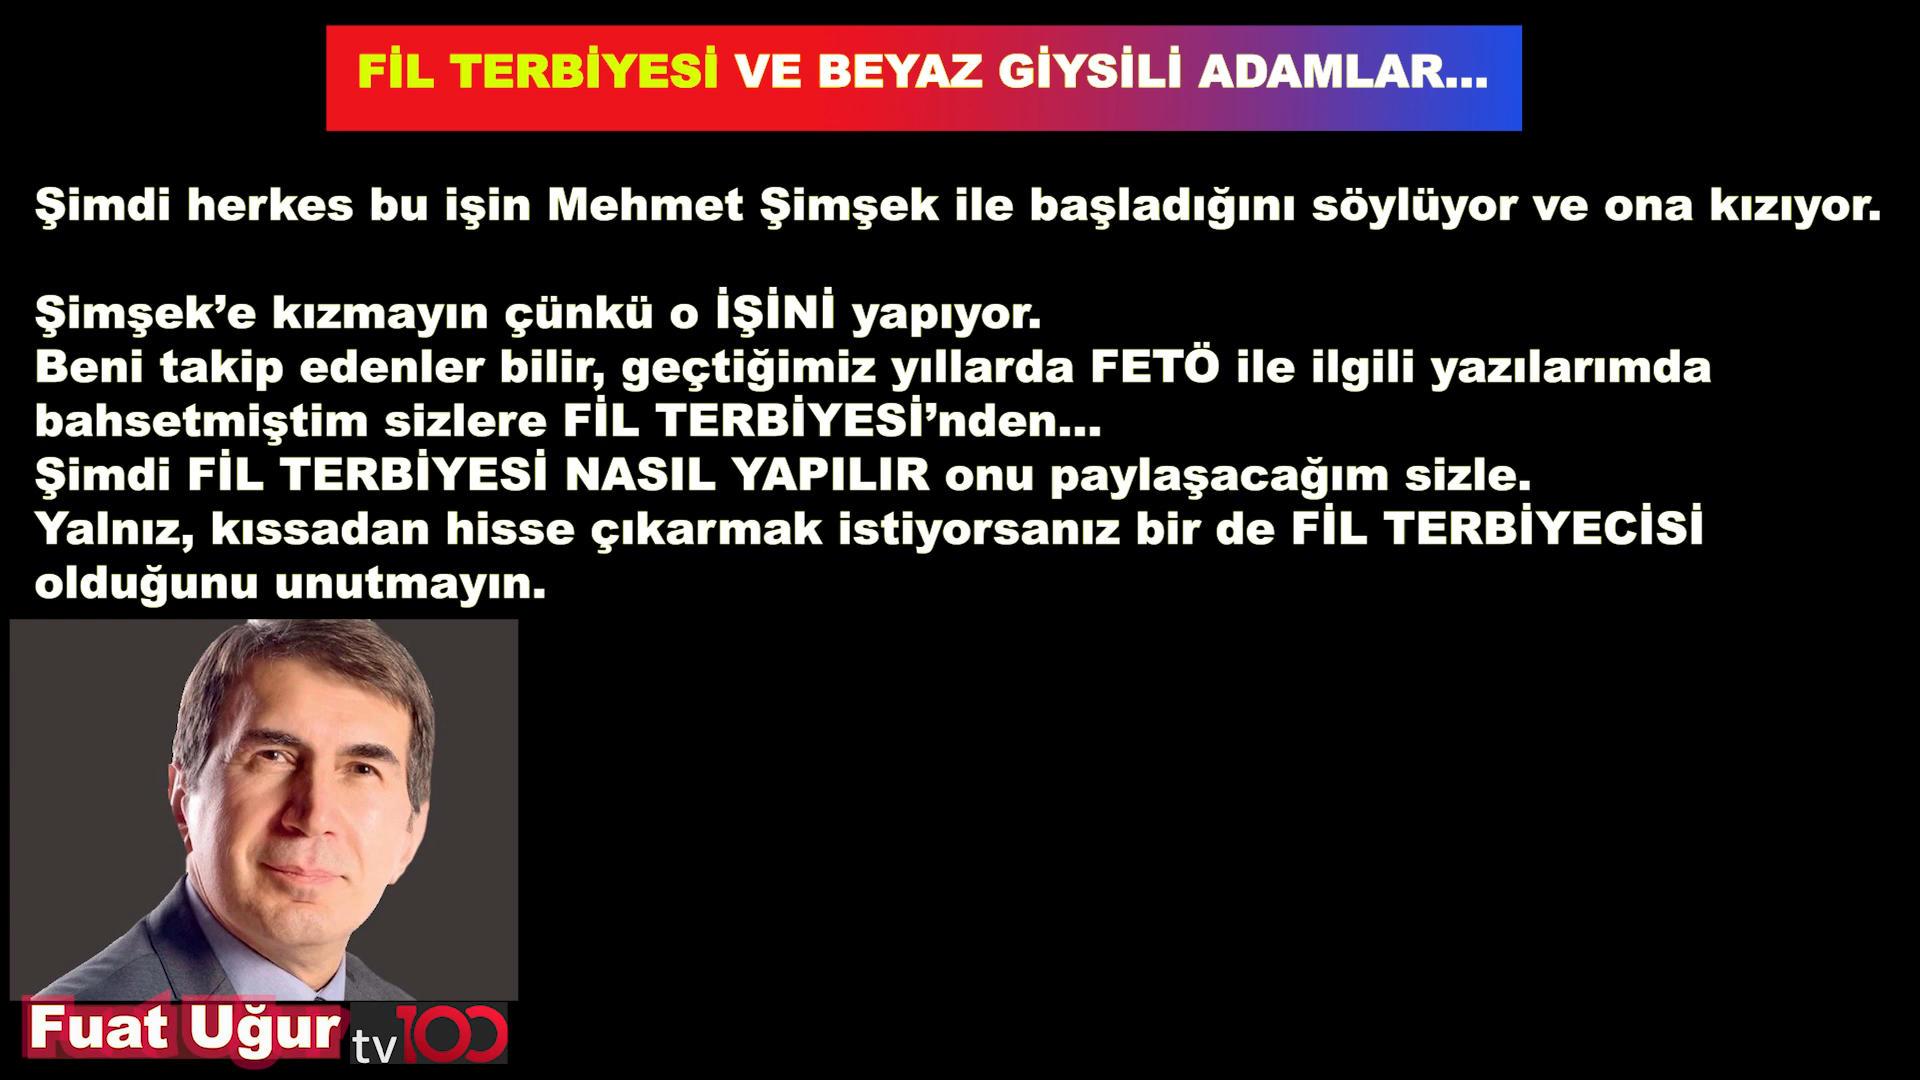 FİL TERBİYESİ VE BEYAZ GİYSİLİ ADAMLAR...
Şimdi herkes bu işin Mehmet Şimşek ile başladığını söylüyor ve ona kızıyor.
Şimşek’e kızmayın çünkü o İŞİNİ yapıyor.
Beni takip edenler bilir, geçtiğimiz yıllarda FETÖ ile ilgili yazılarımda
bahsetmiştim sizlere FİL TERBİYESİ’nden...
Şimdi FİL TERBİYESİ NASIL YAPILIR onu paylaşacağım sizle.
Yalnız, kıssadan hisse çıkarmak istiyorsanız bir de FİL TERBİYECİSİ
olduğunu unutmayın.
Fuat Uğur tv100